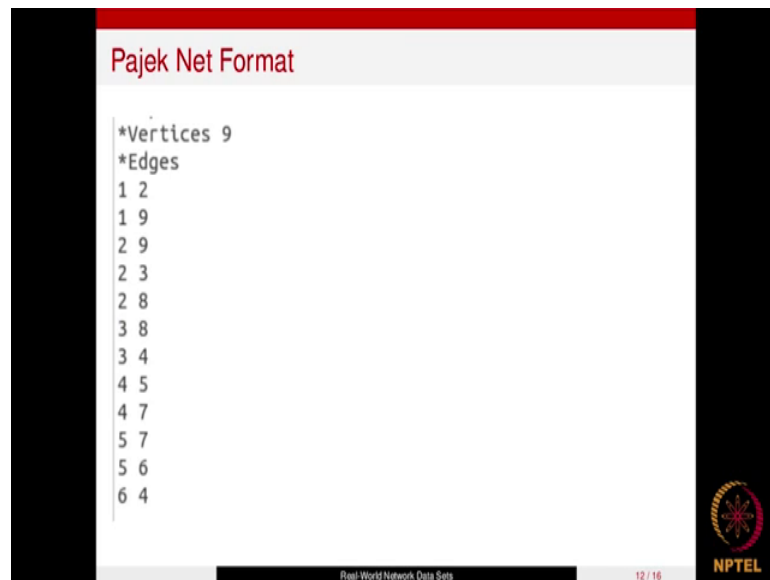 Pajek Net Format
*Vertices 9
*Edges
1 2
1 9
2 9
2 3
2 8
3 8
3 4
4 5
4 7
5 7
5 6
6 4
Real-World Network Data Sets
12 / 16
NPTEL